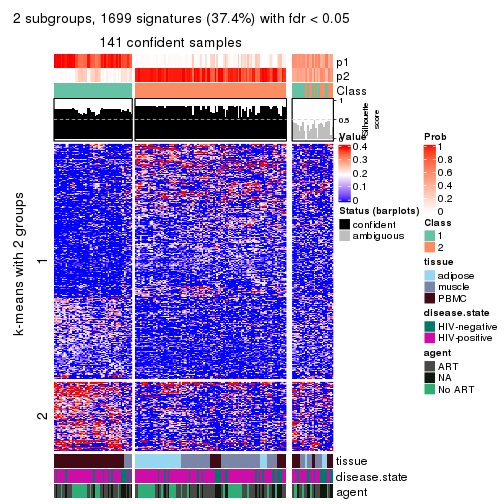 2 subgroups, 1699 signatures (37.4%) with fdr < 0.05
141 confident samples
p1
p2
Class
1
0.5
0
Silhouette
score
k-means with 2 groups
1
2
tissue
disease.state
agent
Value
0.4
0.3
0.2
0.1
0
Status (barplots)
confident
ambiguous
Prob
1
0.8
0.6
0.4
0.2
0
Class
1
2
tissue
adipose
muscle
PBMC
disease.state
HIV-negative
HIV-positive
agent
ART
NA
No ART